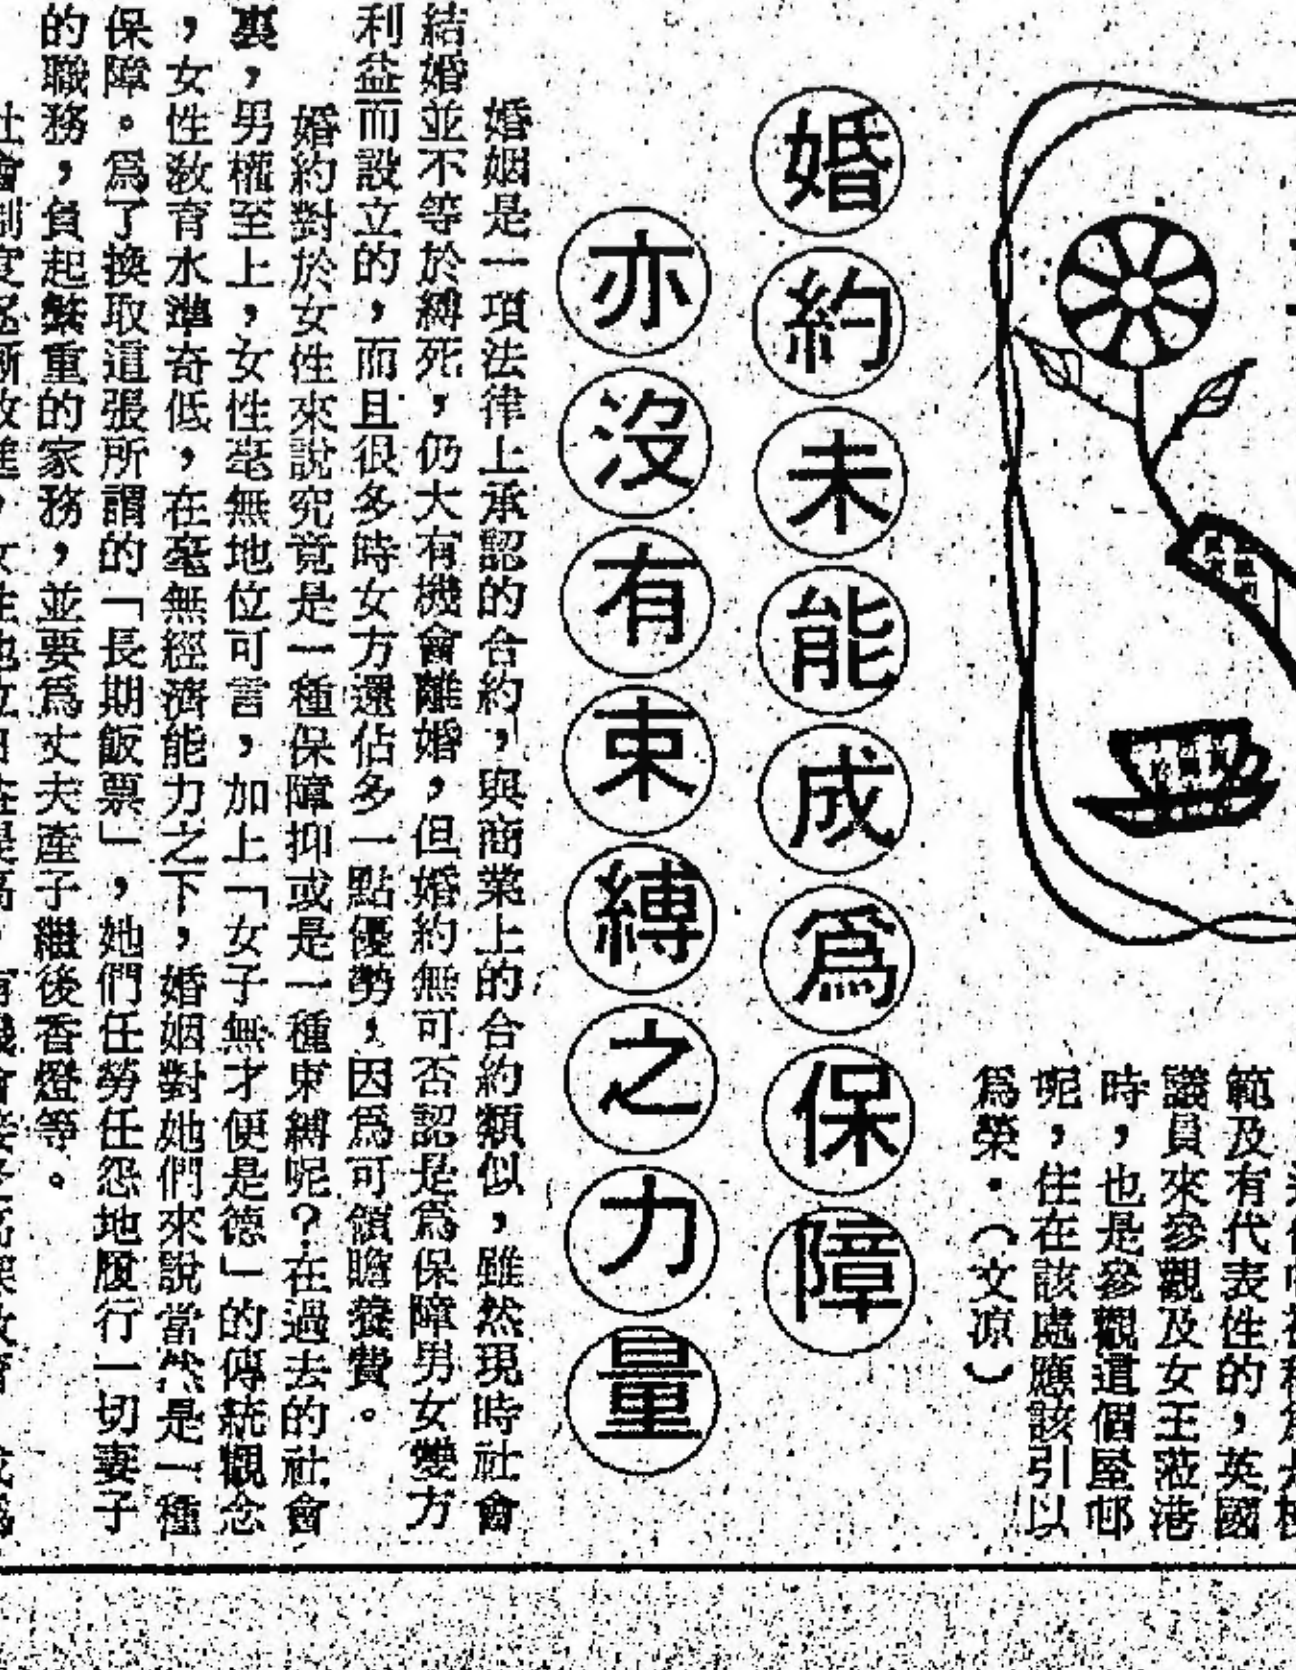 範及有代表性的，英國
議員來參觀及女王蒞港
時，也是參觀這個屋邨
呢，住在該處應該引以
為榮。（文凉）
婚約未能成為保障
亦沒有束縛之力量
婚姻是一項法律上承認的合約，與商業上的合約類似，雖然現時社會
結婚並不等於縛死，仍大有機會離婚，但婚約無可否認是為保障男女雙方
利益而設立的，而且很多時女方還佔多一點優勢，因為可領贍養費。
婚約對於女性來說究竟是一種保障抑或是一種束縛呢？在過去的社會
裏，男權至上，女性毫無地位可言，加上「女子無才便是德」的傳統觀念
，女性教育水準奇低，在毫無經濟能力之下，婚姻對她們來說當然是一種
保障。為了換取這張所謂的「長期飯票」，她們任勞任怨地履行一切妻子
的職務，負起繁重的家務，並要為丈夫產子繼後香燈等。